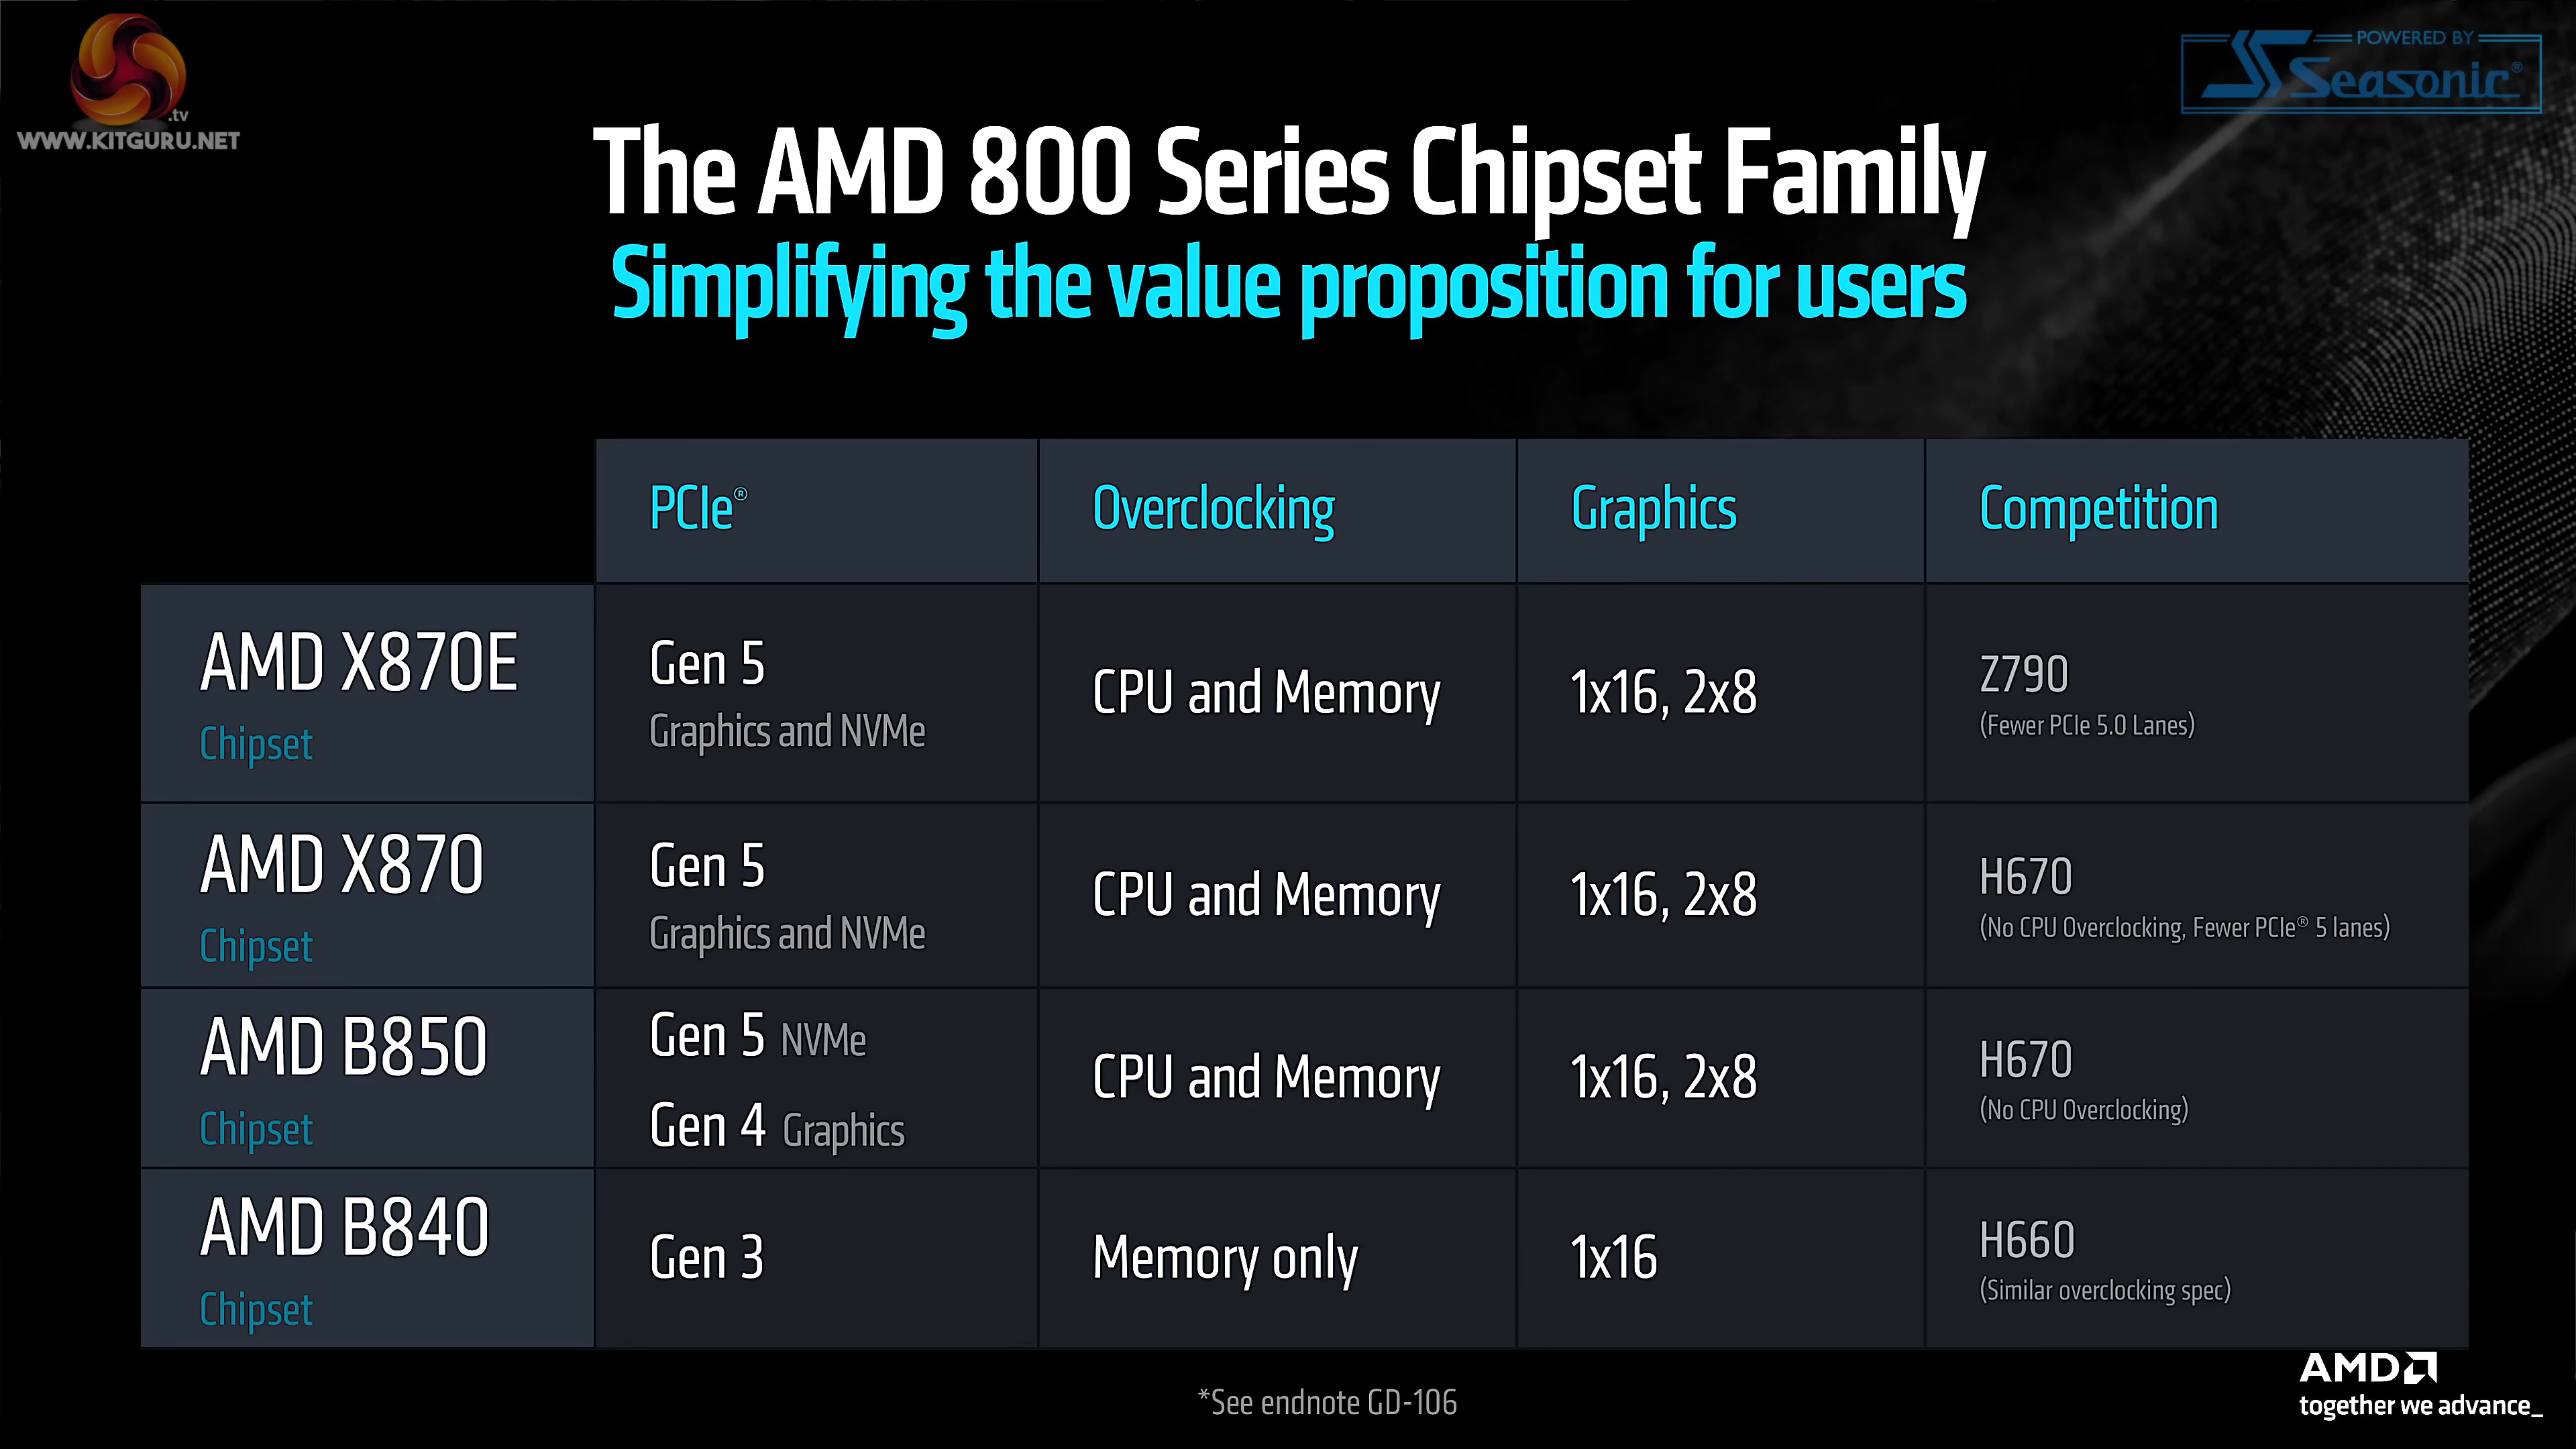 .tv
WWW.KITGURU.NET
POWERED BY
Seasonic®
The AMD 800 Series Chipset Family
Simplifying the value proposition for users
PCIe® Overclocking Graphics Competition
AMD X870E
Chipset
Gen 5
Graphics and NVMe
CPU and Memory
1x16, 2x8
Z790
(Fewer PCIe 5.0 Lanes)
AMD X870
Chipset
Gen 5
Graphics and NVMe
CPU and Memory
1x16, 2x8
H670
(No CPU Overclocking, Fewer PCIe® 5 lanes)
AMD B850
Chipset
Gen 5 NVMe
Gen 4 Graphics
CPU and Memory
1x16, 2x8
H670
(No CPU Overclocking)
AMD B840
Chipset
Gen 3
Memory only
1x16
H660
(Similar overclocking spec)
*See endnote GD-106
AMD
together we advance_